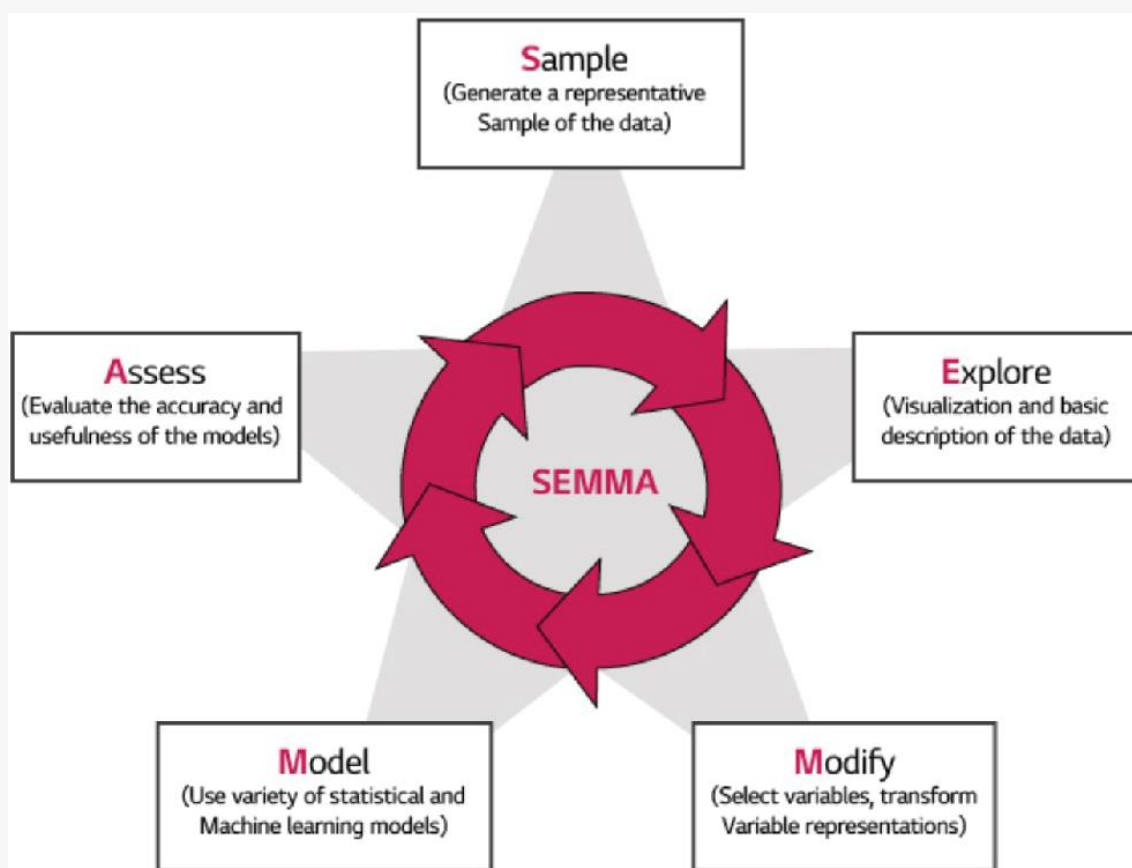 Sample
(Generate a representative
Sample of the data)
Assess
(Evaluate the accuracy and
usefulness of the models)
Explore
(Visualization and basic
description of the data)
SEMMA
Model
(Use variety of statistical and
Machine learning models)
Modify
(Select variables, transform
Variable representations)